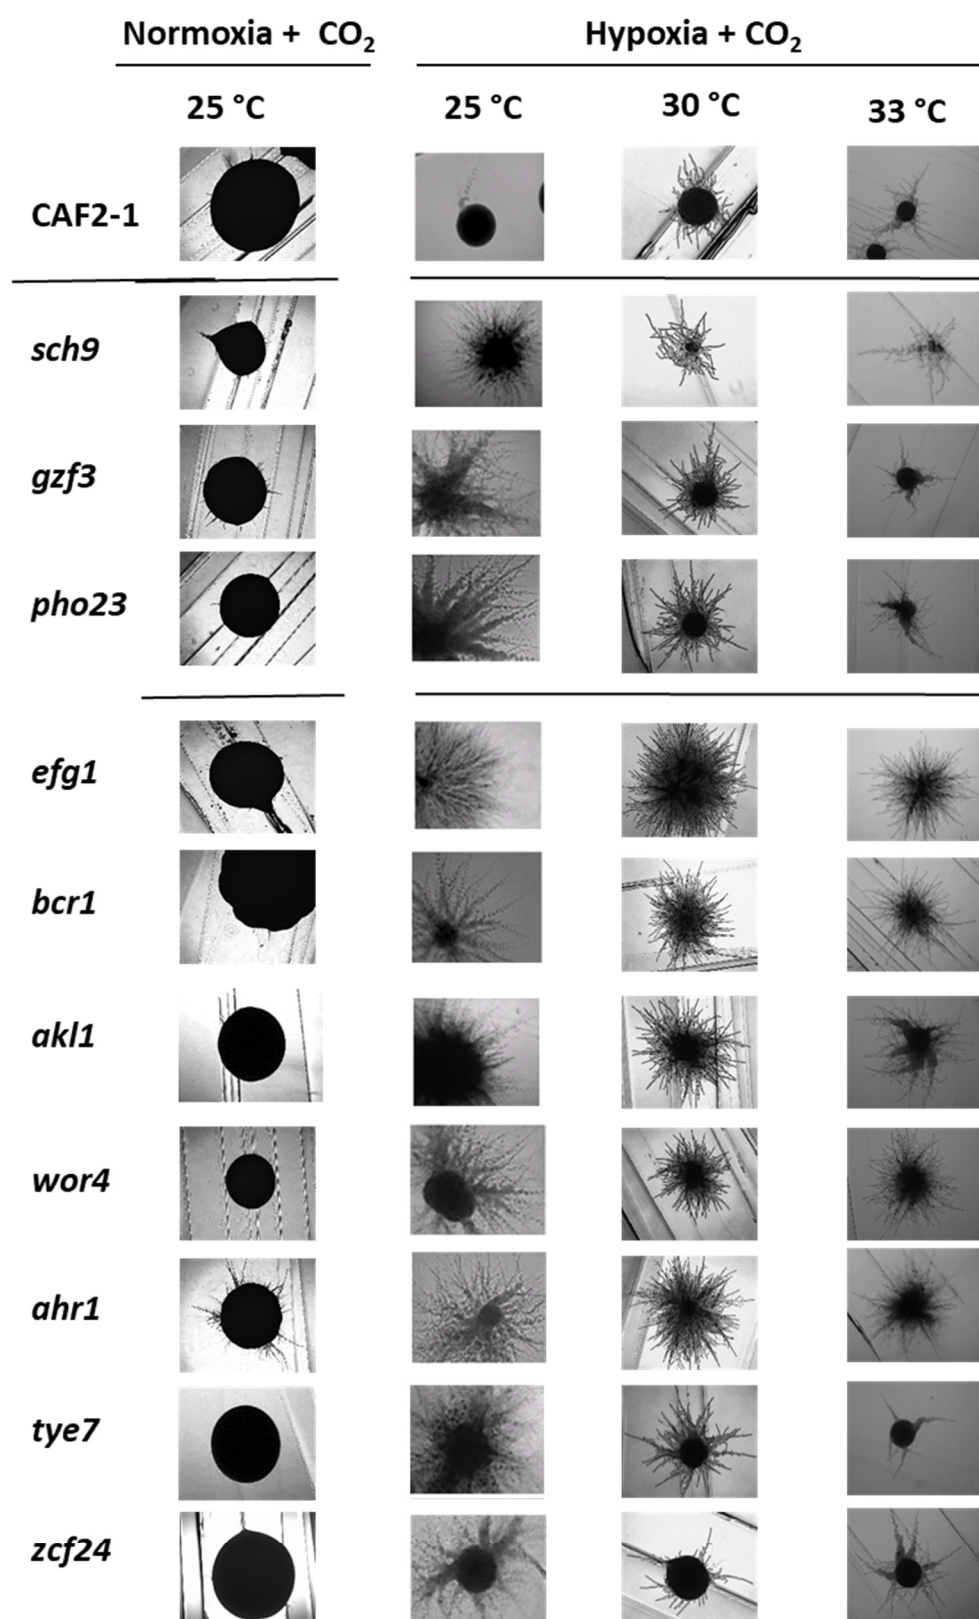 Normoxia + CO₂ Hypoxia + CO₂
25 °C 25 °C 30 °C 33 °C
CAF2-1
sch9
gzf3
pho23
efg1
bcr1
akl1
wor4
ahr1
tye7
zcf24